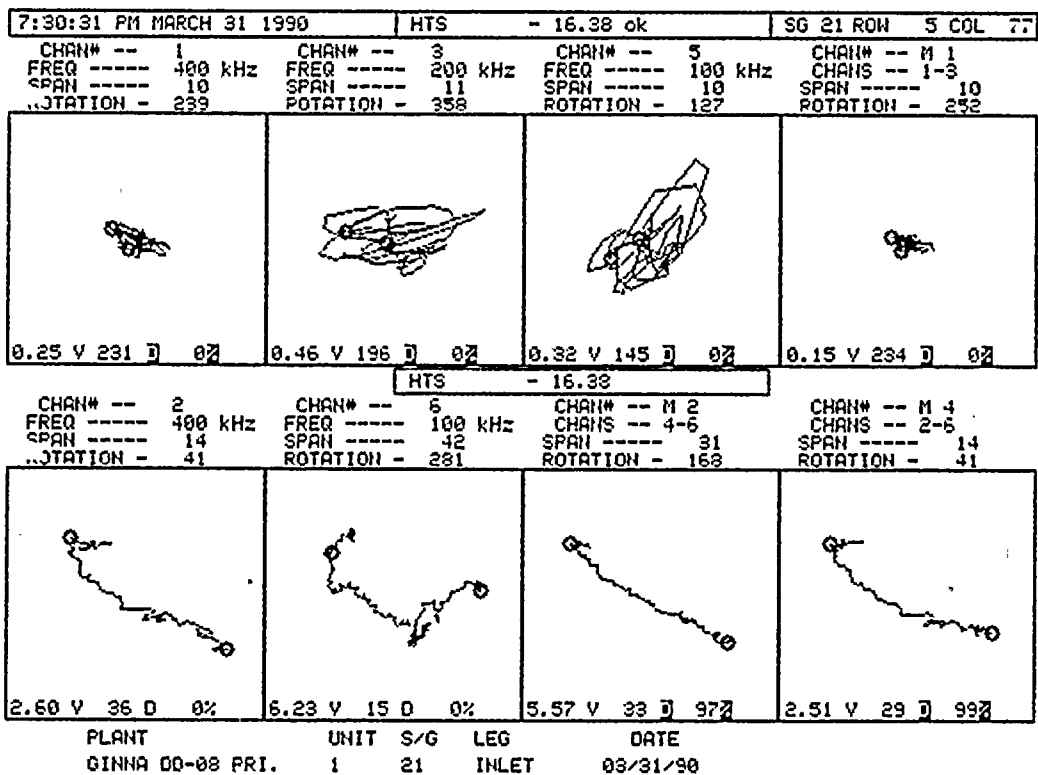 7:30:31 PM MARCH 31 1990 HTS - 16.38 ok SG 21 ROW 5 COL 77
CHAN# -- 1 CHAN# -- 3 CHAN# -- 5 CHAN# -- M 1
FREQ ----- 400 kHz FREQ ----- 200 kHz FREQ ----- 100 kHz CHANS -- 1-3
SPAN ----- 10 SPAN ----- 11 SPAN ----- 10 SPAN ----- 10
..OTATION - 239 ROTATION - 358 ROTATION - 127 ROTATION - 252
0.25 V 231 D 0% 0.46 V 196 D 0% 0.32 V 145 D 0% 0.15 V 234 D 0%
HTS - 16.38
CHAN# -- 2 CHAN# -- 6 CHAN# -- M 2 CHAN# -- M 4
FREQ ----- 400 kHz FREQ ----- 100 kHz CHANS -- 4-6 CHANS -- 2-6
SPAN ----- 14 SPAN ----- 42 SPAN ----- 31 SPAN ----- 14
..OTATION - 41 ROTATION - 281 ROTATION - 168 ROTATION - 41
2.60 V 36 D 0% 6.23 V 15 D 0% 5.57 V 33 D 97% 2.51 V 29 D 99%
PLANT UNIT S/G LEG DATE
GINNA DD-08 PRI. 1 21 INLET 03/31/90